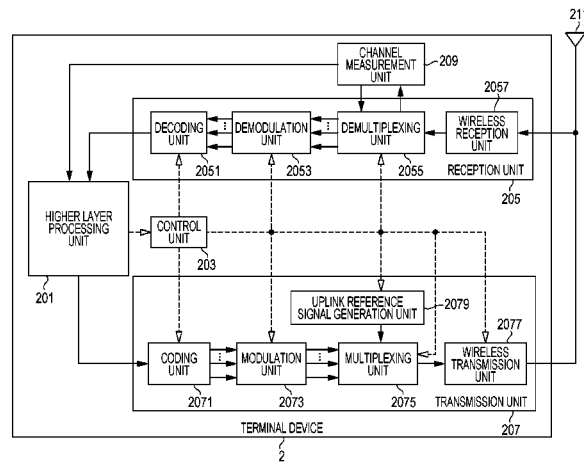 211
CHANNEL
MEASUREMENT
UNIT
209
2057
DECODING
UNIT
DEMODULATION
UNIT
DEMULTIPLEXING
UNIT
WIRELESS
RECEPTION
UNIT
2051
2053
2055
RECEPTION UNIT
205
HIGHER LAYER
PROCESSING
UNIT
201
CONTROL
UNIT
203
UPLINK REFERENCE
SIGNAL GENERATION UNIT
2079
2077
CODING
UNIT
MODULATION
UNIT
MULTIPLEXING
UNIT
WIRELESS
TRANSMISSION
UNIT
2071
2073
2075
TRANSMISSION UNIT
207
TERMINAL DEVICE
2